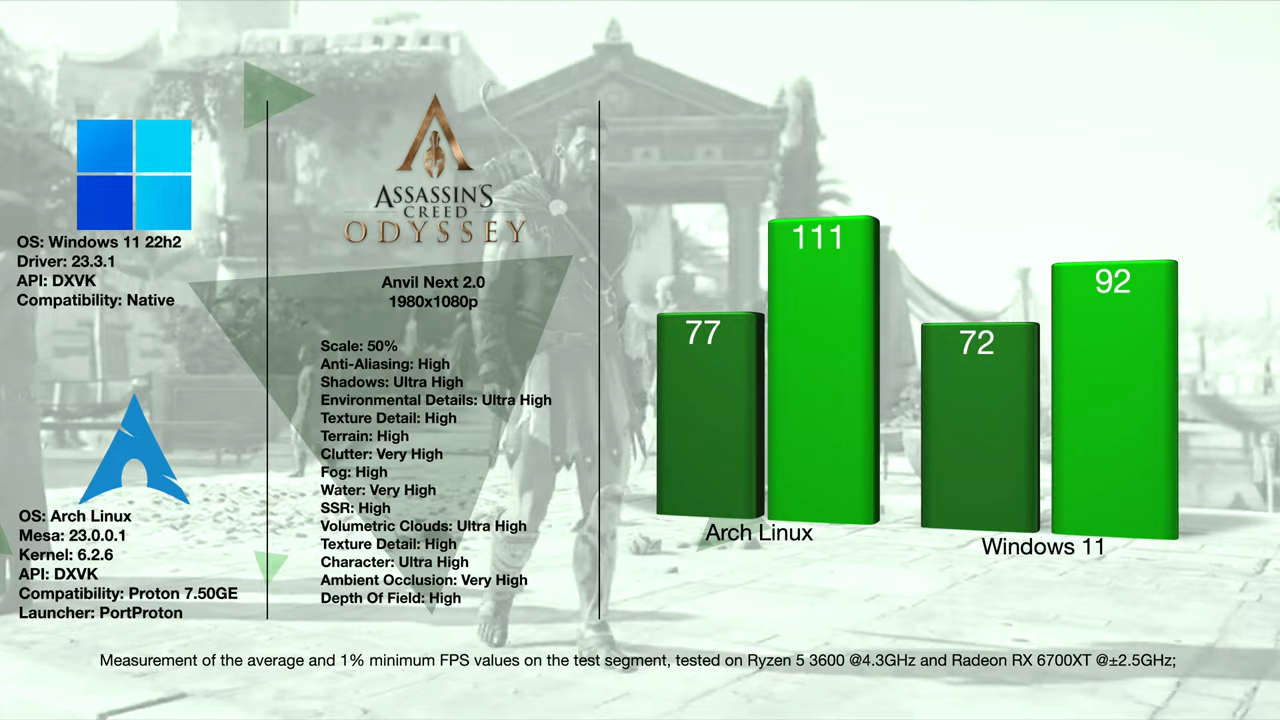 OS: Windows 11 22h2
Driver: 23.3.1
API: DXVK
Compatibility: Native
OS: Arch Linux
Mesa: 23.0.0.1
Kernel: 6.2.6
API: DXVK
Compatibility: Proton 7.50GE
Launcher: PortProton
ASSASSIN'S
CREED
ODYSSEY
Anvil Next 2.0
1980x1080p
Scale: 50%
Anti-Aliasing: High
Shadows: Ultra High
Environmental Details: Ultra High
Texture Detail: High
Terrain: High
Clutter: Very High
Fog: High
Water: Very High
SSR: High
Volumetric Clouds: Ultra High
Texture Detail: High
Character: Ultra High
Ambient Occlusion: Very High
Depth Of Field: High
77
111
72
92
Arch Linux
Windows 11
Measurement of the average and 1% minimum FPS values on the test segment, tested on Ryzen 5 3600 @4.3GHz and Radeon RX 6700XT @±2.5GHz;